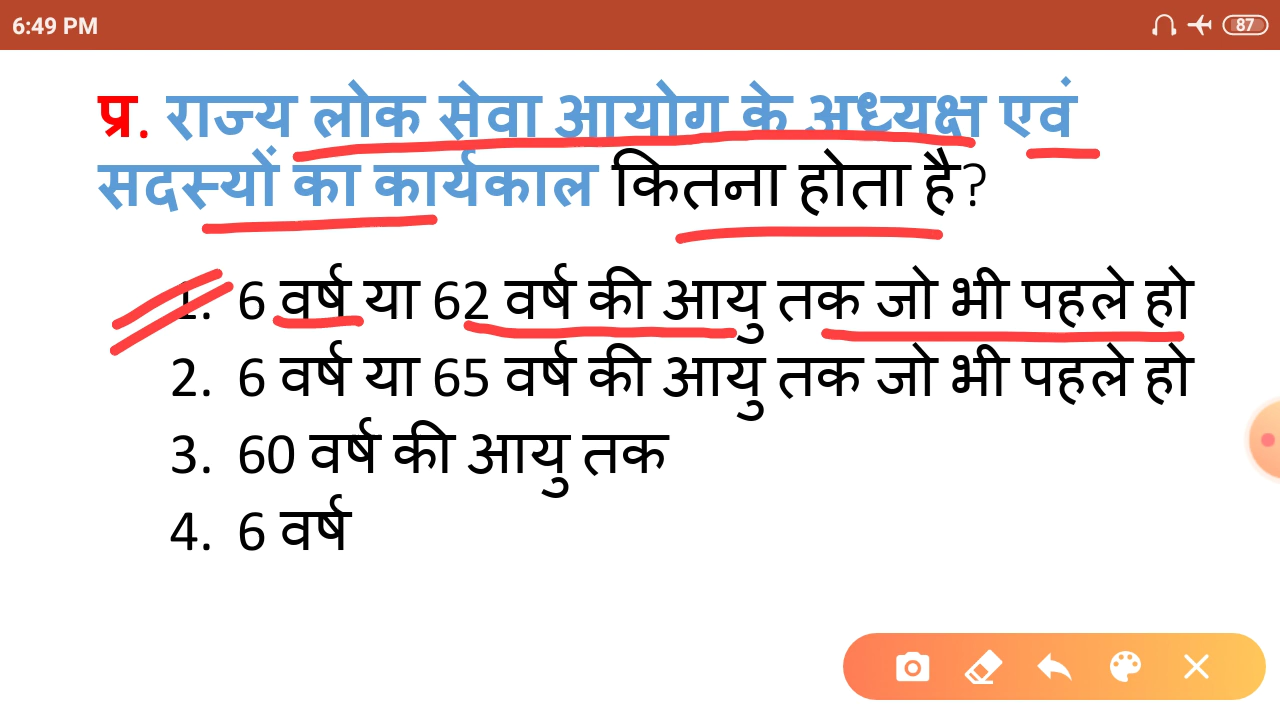 6:49 PM
87
प्र. राज्य लोक सेवा आयोग के अध्यक्ष एवं
सदस्यों का कार्यकाल कितना होता है?
1. 6 वर्ष या 62 वर्ष की आयु तक जो भी पहले हो
2. 6 वर्ष या 65 वर्ष की आयु तक जो भी पहले हो
3. 60 वर्ष की आयु तक
4. 6 वर्ष